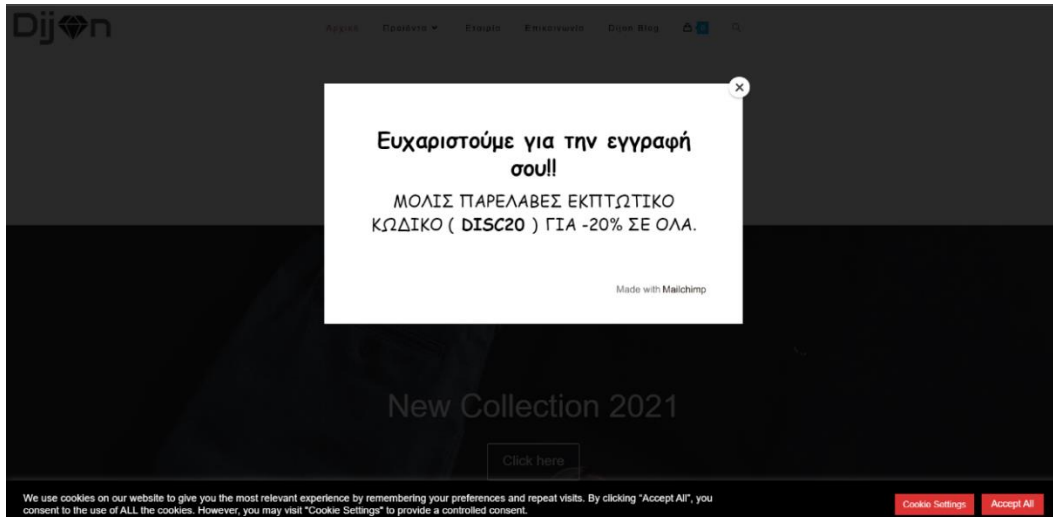 Dijon
Αρχική Προϊόντα Εταιρία Επικοινωνία Dijon Blog 0
Ευχαριστούμε για την εγγραφή
σου!!
ΜΟΛΙΣ ΠΑΡΕΛΑΒΕΣ ΕΚΠΤΩΤΙΚΟ
ΚΩΔΙΚΟ ( DISC20 ) ΓΙΑ -20% ΣΕ ΟΛΑ.
Made with Mailchimp
New Collection 2021
Click here
We use cookies on our website to give you the most relevant experience by remembering your preferences and repeat visits. By clicking "Accept All", you
consent to the use of ALL the cookies. However, you may visit "Cookie Settings" to provide a controlled consent.
Cookie Settings Accept All